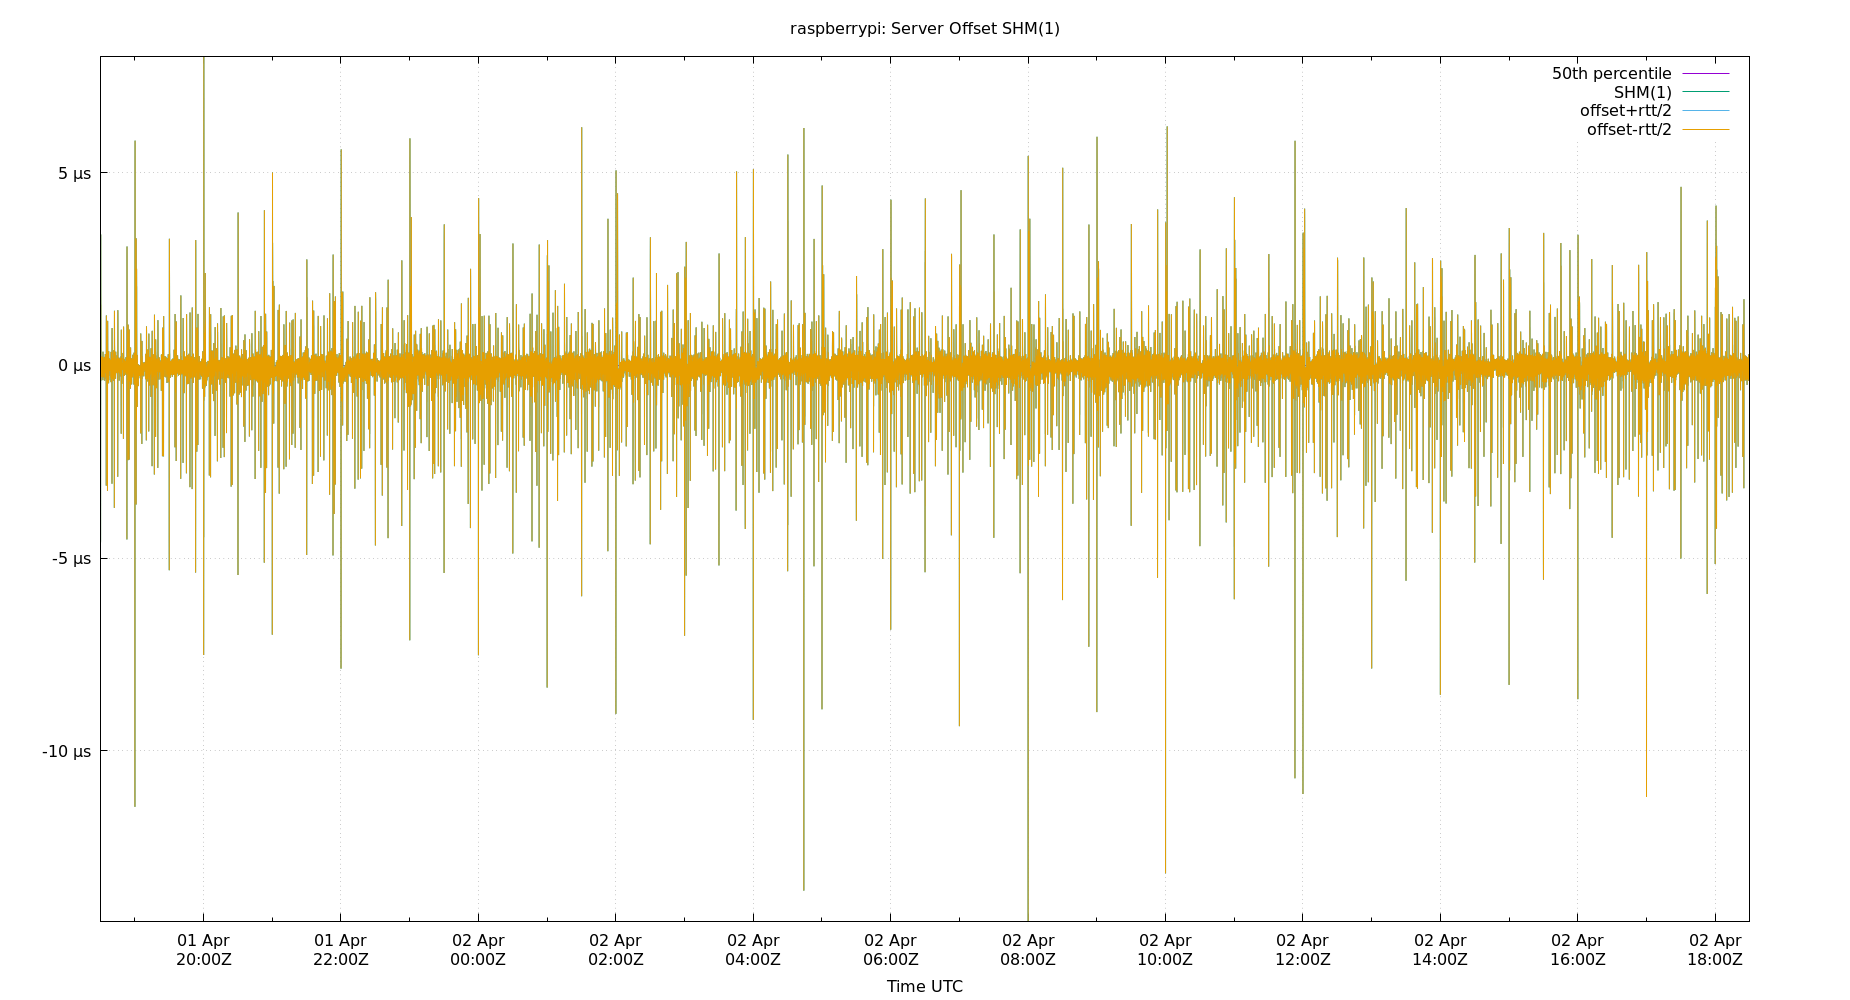 raspberrypi: Server Offset SHM(1)
50th percentile
SHM(1)
offset+rtt/2
offset-rtt/2
5 µs
0 µs
-5 µs
-10 µs
01 Apr 01 Apr 02 Apr 02 Apr 02 Apr 02 Apr 02 Apr 02 Apr 02 Apr 02 Apr 02 Apr 02 Apr
20:00Z 22:00Z 00:00Z 02:00Z 04:00Z 06:00Z 08:00Z 10:00Z 12:00Z 14:00Z 16:00Z 18:00Z
Time UTC